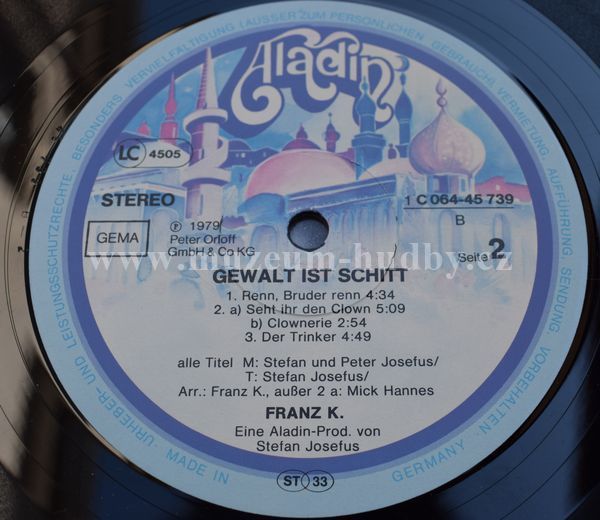 Aladin
LC 4505
STEREO
1 C 064-45 739
B
GEMA
℗ 1979
Peter Orloff
GmbH & Co KG
Seite 2
www.muzeum-hudby.cz
GEWALT IST SCHITT
1. Renn, Bruder renn 4:34
2. a) Seht ihr den Clown 5:09
b) Clownerie 2:54
3. Der Trinker 4:49
alle Titel M: Stefan und Peter Josefus/
T: Stefan Josefus/
Arr.: Franz K., außer 2 a: Mick Hannes
FRANZ K.
Eine Aladin-Prod. von
Stefan Josefus
ST 33
MADE IN GERMANY
·URHEBER- UND LEISTUNGSSCHUTZRECHTE, BESONDERS VERVIELFÄLTIGUNG (AUSSER ZUM PERSÖNLICHEN GEBRAUCH) VERMIETUNG, AUFFÜHRUNG, SENDUNG, VORBEHALTEN·